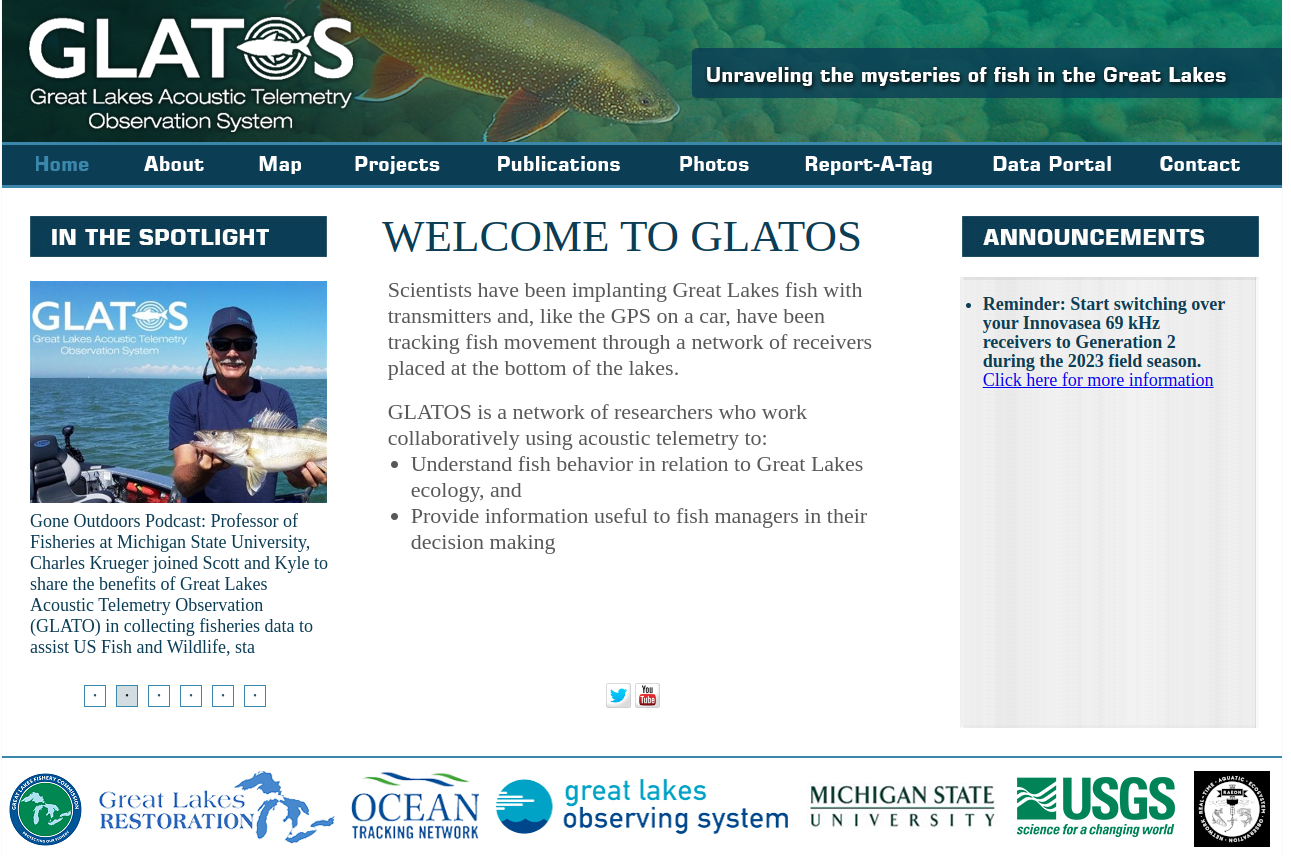 GLATOS
Great Lakes Acoustic Telemetry
Observation System
Unraveling the mysteries of fish in the Great Lakes
Home About Map Projects Publications Photos Report-A-Tag Data Portal Contact
IN THE SPOTLIGHT
GLATOS
Great Lakes Acoustic Telemetry
Observation System
Gone Outdoors Podcast: Professor of
Fisheries at Michigan State University,
Charles Krueger joined Scott and Kyle to
share the benefits of Great Lakes
Acoustic Telemetry Observation
(GLATO) in collecting fisheries data to
assist US Fish and Wildlife, sta
WELCOME TO GLATOS
Scientists have been implanting Great Lakes fish with
transmitters and, like the GPS on a car, have been
tracking fish movement through a network of receivers
placed at the bottom of the lakes.
GLATOS is a network of researchers who work
collaboratively using acoustic telemetry to:
• Understand fish behavior in relation to Great Lakes
ecology, and
• Provide information useful to fish managers in their
decision making
You
Tube
ANNOUNCEMENTS
• Reminder: Start switching over
your Innovasea 69 kHz
receivers to Generation 2
during the 2023 field season.
Click here for more information
GREAT LAKES FISHERY COMMISSION
PROTECTING OUR FISHERY
Great Lakes
RESTORATION
OCEAN
TRACKING NETWORK
great lakes
observing system
MICHIGAN STATE
UNIVERSITY
USGS
science for a changing world
REAL-TIME AQUATIC ECOSYSTEM
OBSERVATION NETWORK
RAEON